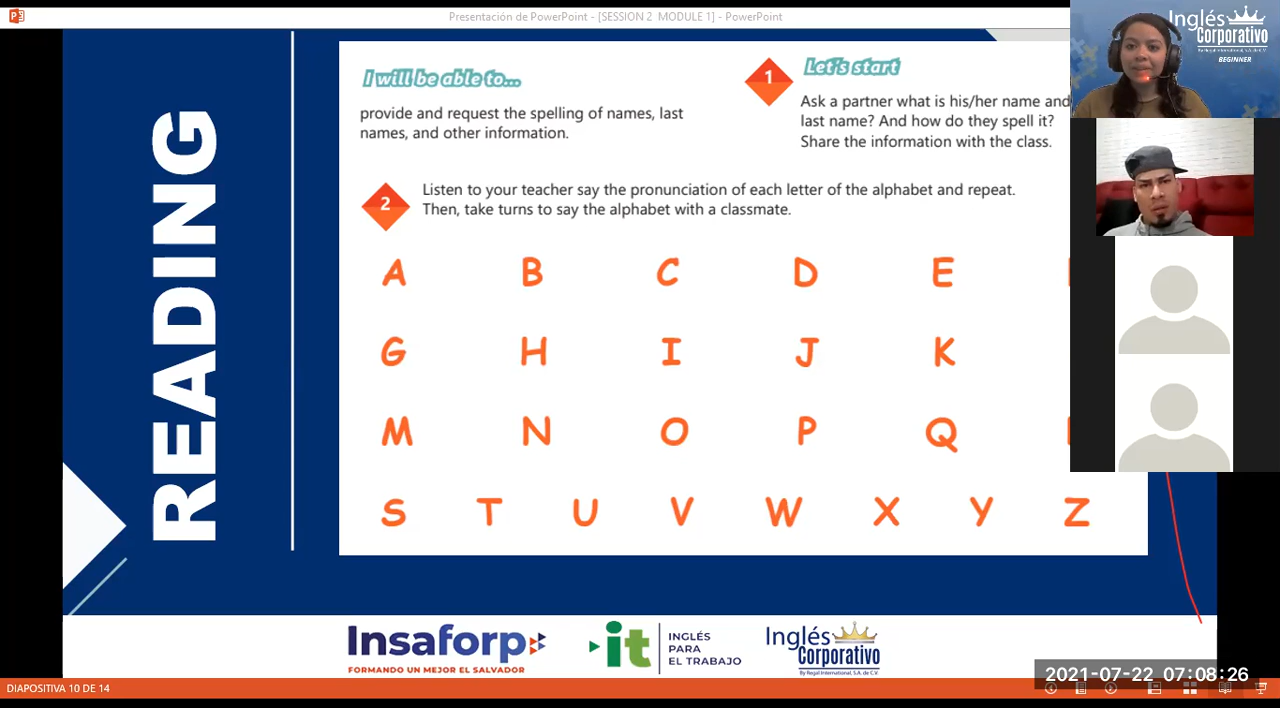 Presentación de PowerPoint - [SESSION 2 MODULE 1] - PowerPoint
Inglés
Corporativo
By Regal International, S.A. de C.V.
BEGINNER
READING
I will be able to...
provide and request the spelling of names, last
names, and other information.
1
Let's start
Ask a partner what is his/her name and
last name? And how do they spell it?
Share the information with the class.
2
Listen to your teacher say the pronunciation of each letter of the alphabet and repeat.
Then, take turns to say the alphabet with a classmate.
A B C D E
G H I J K
M N O P Q
S T U V W X Y Z
Insaforp
FORMANDO UN MEJOR EL SALVADOR
it
INGLÉS
PARA
EL TRABAJO
Inglés
Corporativo
By Regal International, S.A. de C.V.
2021-07-22 07:08:26
DIAPOSITIVA 10 DE 14